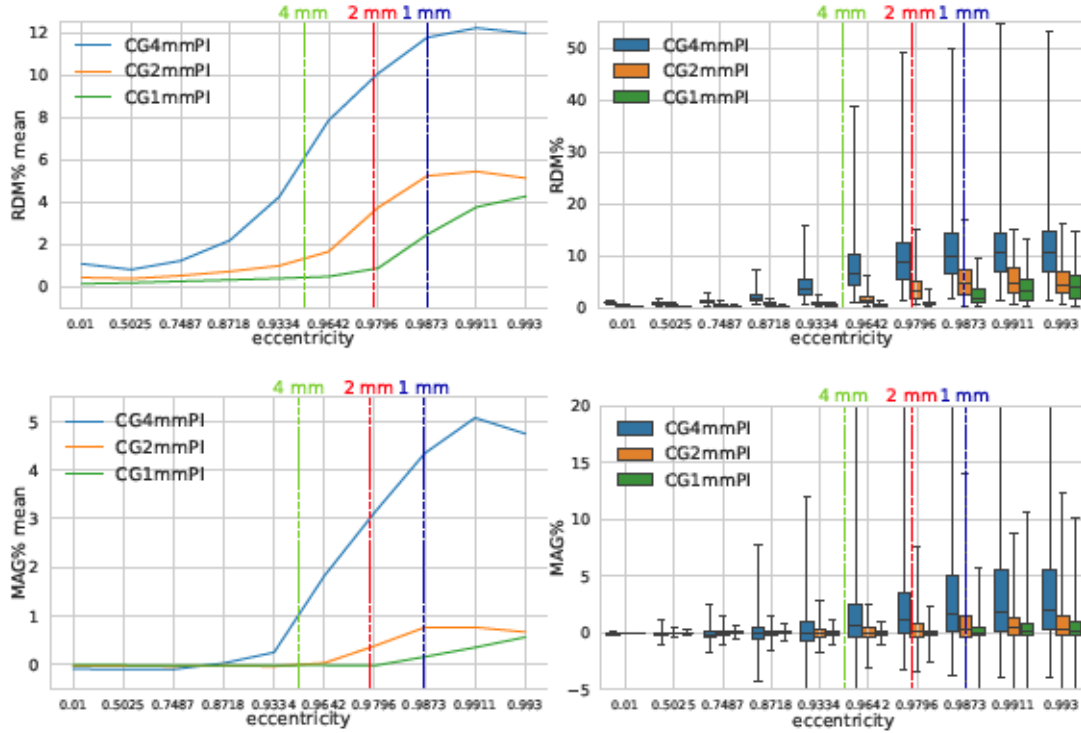 4 mm 2 mm 1 mm
12
10
8
6
4
2
0
RDM% mean
CG4mmPI
CG2mmPI
CG1mmPI
0.01 0.5025 0.7487 0.8718 0.9334 0.9642 0.9796 0.9873 0.9911 0.993
eccentricity
4 mm 2 mm 1 mm
50
40
30
20
10
0
RDM%
CG4mmPI
CG2mmPI
CG1mmPI
0.01 0.5025 0.7487 0.8718 0.9334 0.9642 0.9796 0.9873 0.9911 0.993
eccentricity
4 mm 2 mm 1 mm
5
4
3
2
1
0
MAG% mean
CG4mmPI
CG2mmPI
CG1mmPI
0.01 0.5025 0.7487 0.8718 0.9334 0.9642 0.9796 0.9873 0.9911 0.993
eccentricity
4 mm 2 mm 1 mm
20
15
10
5
0
−5
MAG%
CG4mmPI
CG2mmPI
CG1mmPI
0.01 0.5025 0.7487 0.8718 0.9334 0.9642 0.9796 0.9873 0.9911 0.993
eccentricity